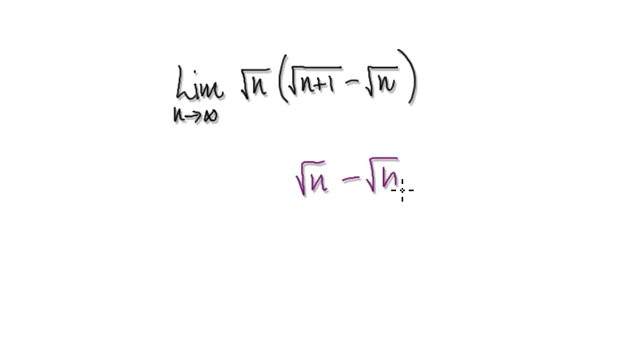 lim √n (√n+1 − √n)
n→∞
√n − √n